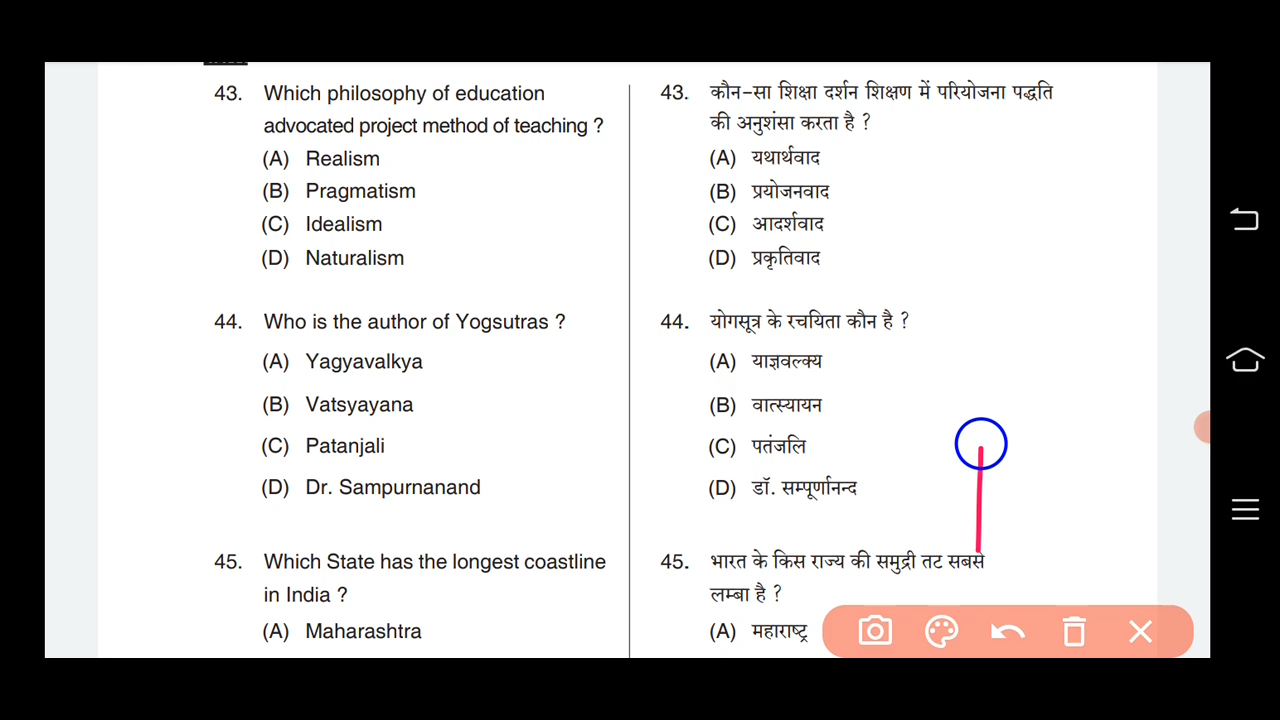 43. Which philosophy of education
advocated project method of teaching ?
(A) Realism
(B) Pragmatism
(C) Idealism
(D) Naturalism
44. Who is the author of Yogsutras ?
(A) Yagyavalkya
(B) Vatsyayana
(C) Patanjali
(D) Dr. Sampurnanand
45. Which State has the longest coastline
in India ?
(A) Maharashtra
43. कौन-सा शिक्षा दर्शन शिक्षण में परियोजना पद्धति
की अनुशंसा करता है ?
(A) यथार्थवाद
(B) प्रयोजनवाद
(C) आदर्शवाद
(D) प्रकृतिवाद
44. योगसूत्र के रचयिता कौन है ?
(A) याज्ञवल्क्य
(B) वात्स्यायन
(C) पतंजलि
(D) डॉ. सम्पूर्णानन्द
45. भारत के किस राज्य की समुद्री तट सबसे
लम्बा है ?
(A) महाराष्ट्र